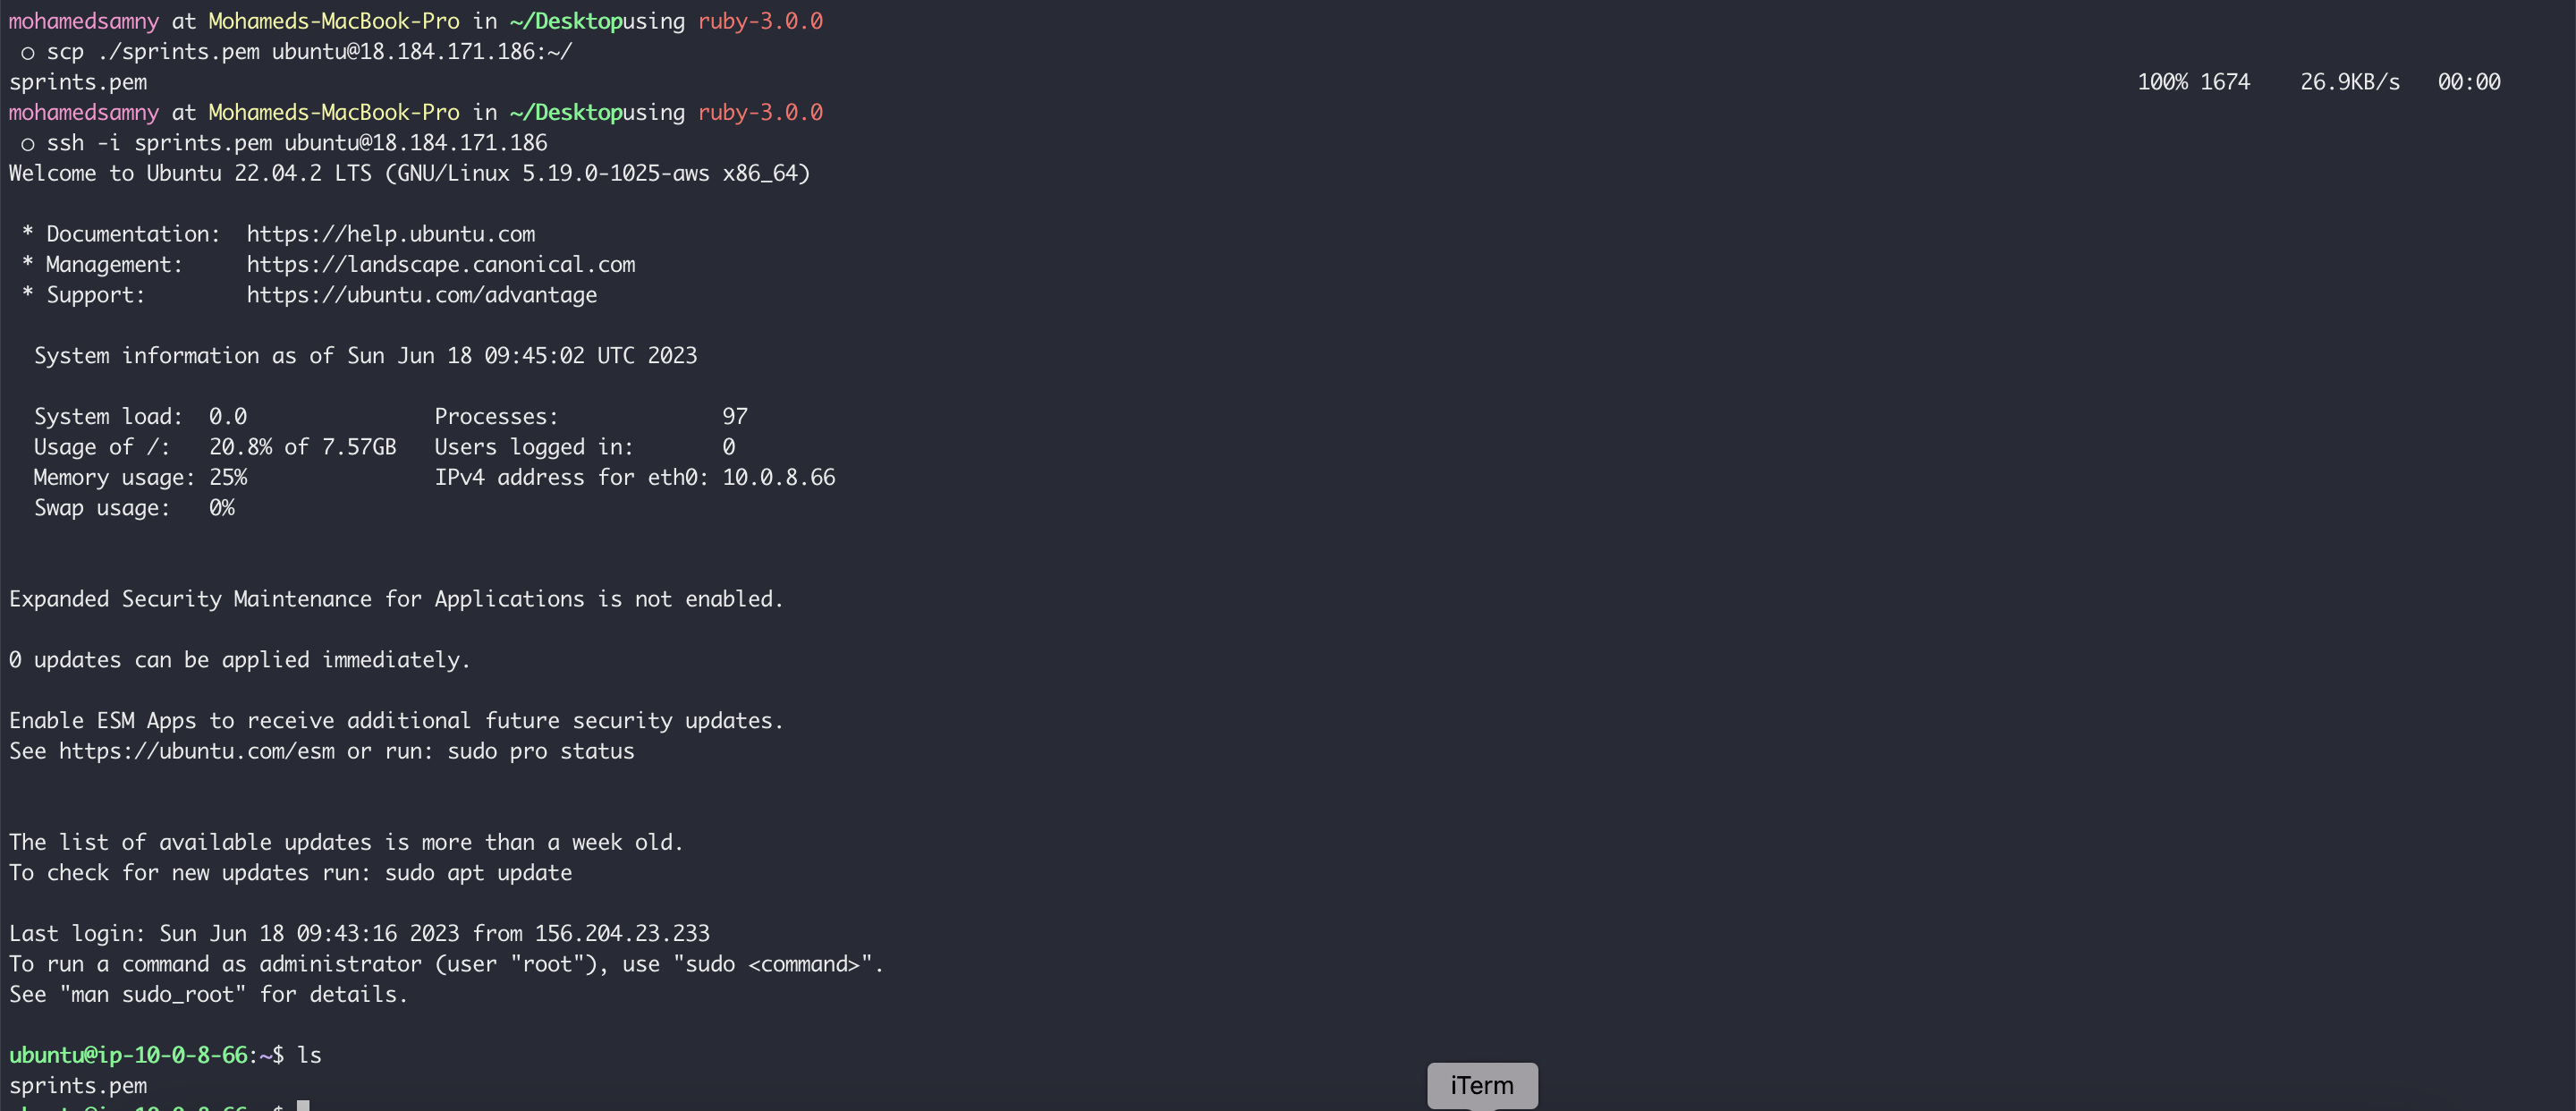 mohamedsamny at Mohameds-MacBook-Pro in ~/Desktopusing ruby-3.0.0
○ scp ./sprints.pem ubuntu@18.184.171.186:~/
sprints.pem 100% 1674 26.9KB/s 00:00
mohamedsamny at Mohameds-MacBook-Pro in ~/Desktopusing ruby-3.0.0
○ ssh -i sprints.pem ubuntu@18.184.171.186
Welcome to Ubuntu 22.04.2 LTS (GNU/Linux 5.19.0-1025-aws x86_64)
* Documentation: https://help.ubuntu.com
* Management: https://landscape.canonical.com
* Support: https://ubuntu.com/advantage
System information as of Sun Jun 18 09:45:02 UTC 2023
System load: 0.0 Processes: 97
Usage of /: 20.8% of 7.57GB Users logged in: 0
Memory usage: 25% IPv4 address for eth0: 10.0.8.66
Swap usage: 0%
Expanded Security Maintenance for Applications is not enabled.
0 updates can be applied immediately.
Enable ESM Apps to receive additional future security updates.
See https://ubuntu.com/esm or run: sudo pro status
The list of available updates is more than a week old.
To check for new updates run: sudo apt update
Last login: Sun Jun 18 09:43:16 2023 from 156.204.23.233
To run a command as administrator (user "root"), use "sudo <command>".
See "man sudo_root" for details.
ubuntu@ip-10-0-8-66:~$ ls
sprints.pem
iTerm